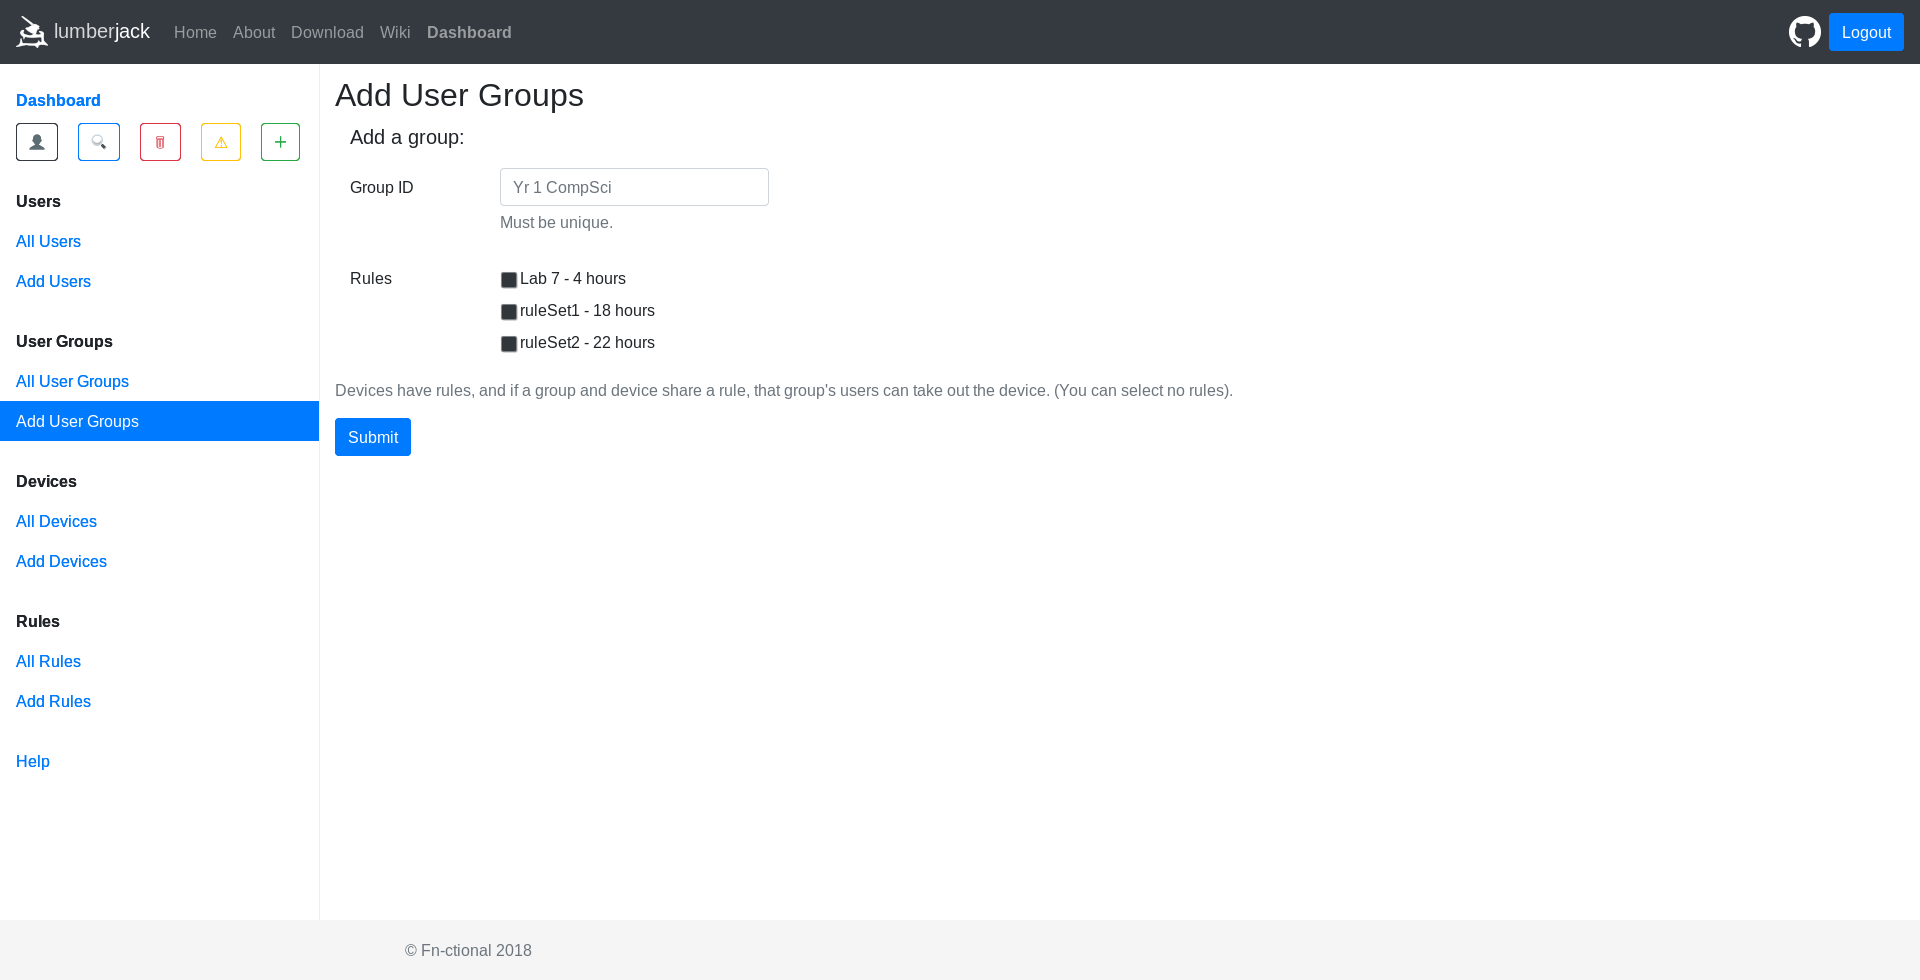 lumberjack Home About Download Wiki Dashboard Logout
Dashboard
Users
All Users
Add Users
User Groups
All User Groups
Add User Groups
Devices
All Devices
Add Devices
Rules
All Rules
Add Rules
Help
Add User Groups
Add a group:
Group ID
Yr 1 CompSci
Must be unique.
Rules
Lab 7 - 4 hours
ruleSet1 - 18 hours
ruleSet2 - 22 hours
Devices have rules, and if a group and device share a rule, that group's users can take out the device. (You can select no rules).
Submit
© Fn-ctional 2018